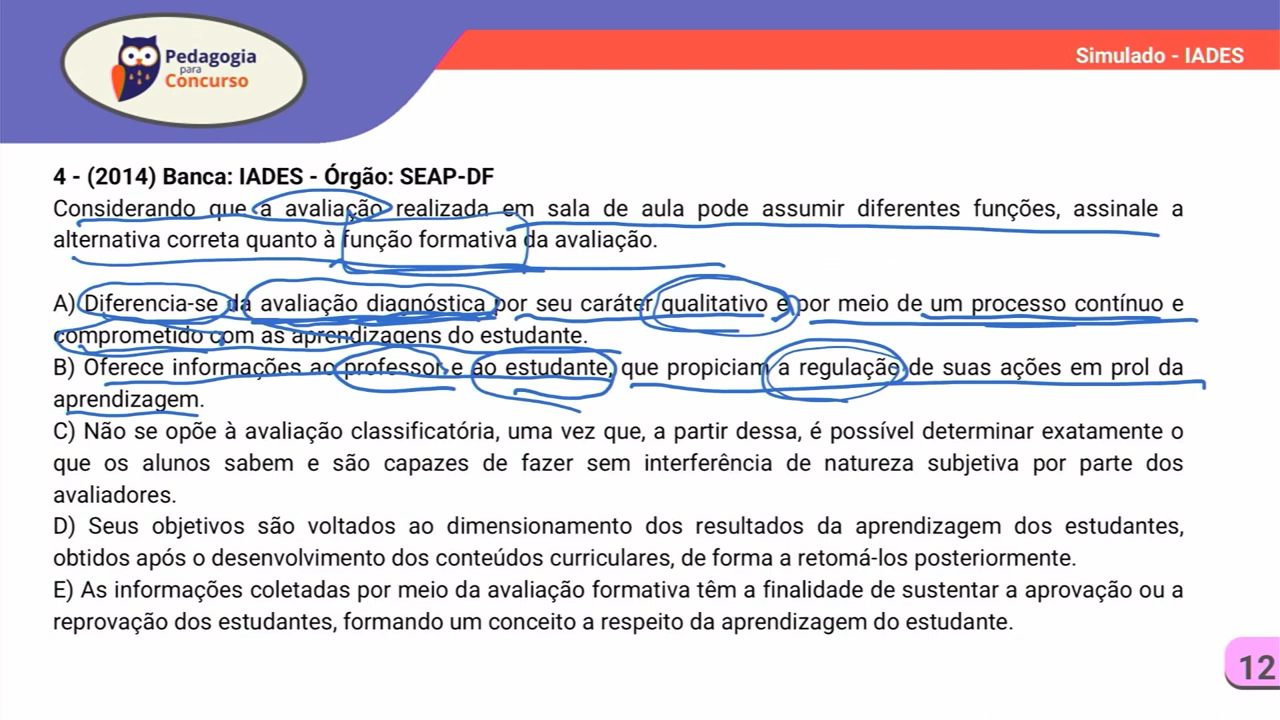 Pedagogia
para
Concurso
Simulado - IADES
4 - (2014) Banca: IADES - Órgão: SEAP-DF
Considerando que a avaliação realizada em sala de aula pode assumir diferentes funções, assinale a
alternativa correta quanto à função formativa da avaliação.
A) Diferencia-se da avaliação diagnóstica por seu caráter qualitativo e por meio de um processo contínuo e
comprometido com as aprendizagens do estudante.
B) Oferece informações ao professor e ao estudante, que propiciam a regulação de suas ações em prol da
aprendizagem.
C) Não se opõe à avaliação classificatória, uma vez que, a partir dessa, é possível determinar exatamente o
que os alunos sabem e são capazes de fazer sem interferência de natureza subjetiva por parte dos
avaliadores.
D) Seus objetivos são voltados ao dimensionamento dos resultados da aprendizagem dos estudantes,
obtidos após o desenvolvimento dos conteúdos curriculares, de forma a retomá-los posteriormente.
E) As informações coletadas por meio da avaliação formativa têm a finalidade de sustentar a aprovação ou a
reprovação dos estudantes, formando um conceito a respeito da aprendizagem do estudante.
12